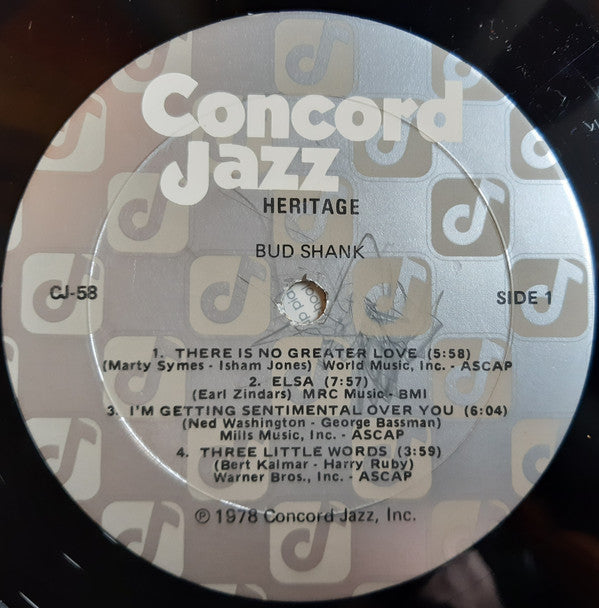 Concord
Jazz
HERITAGE
BUD SHANK
CJ-58
SIDE 1
1. THERE IS NO GREATER LOVE (5:58)
(Marty Symes - Isham Jones) World Music, Inc. - ASCAP
2. ELSA (7:57)
(Earl Zindars) MRC Music - BMI
3. I'M GETTING SENTIMENTAL OVER YOU (6:04)
(Ned Washington - George Bassman)
Mills Music, Inc. - ASCAP
4. THREE LITTLE WORDS (3:59)
(Bert Kalmar - Harry Ruby)
Warner Bros., Inc. - ASCAP
℗ 1978 Concord Jazz, Inc.